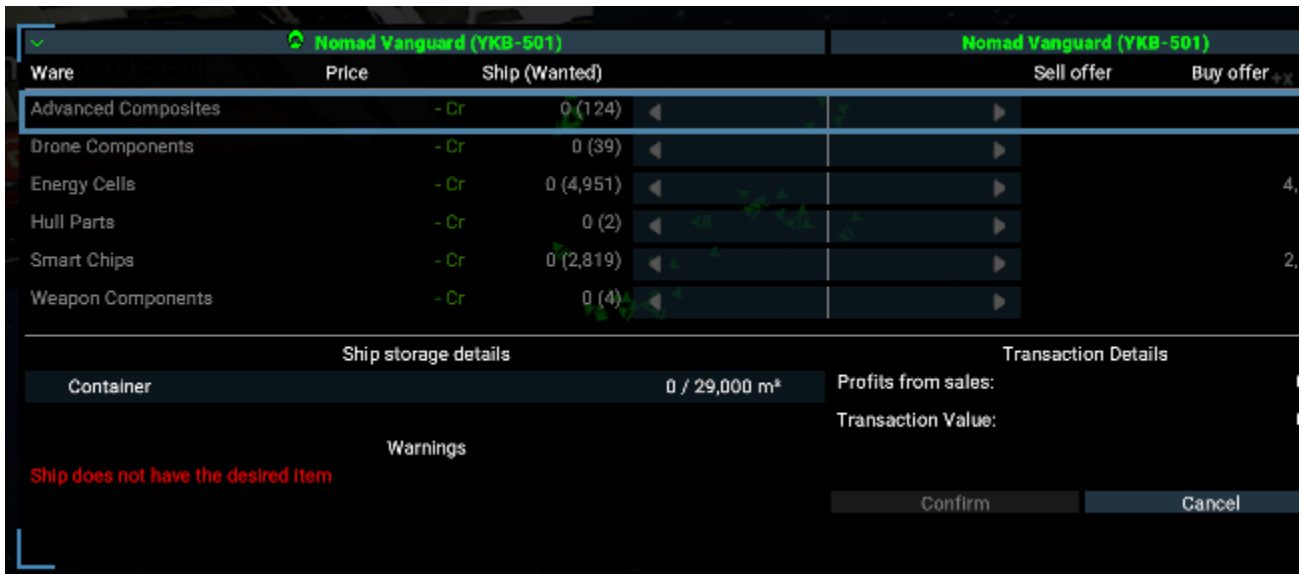 Nomad Vanguard (YKB-501) Nomad Vanguard (YKB-501)
Ware Price Ship (Wanted) Sell offer Buy offer +X
Advanced Composites - Cr 0 (124)
Drone Components - Cr 0 (39)
Energy Cells - Cr 0 (4,951) 4,
Hull Parts - Cr 0 (2)
Smart Chips - Cr 0 (2,819) 2,
Weapon Components - Cr 0 (4)
Ship storage details Transaction Details
Container 0 / 29,000 m³ Profits from sales:
Transaction Value:
Warnings
Ship does not have the desired item
Confirm Cancel